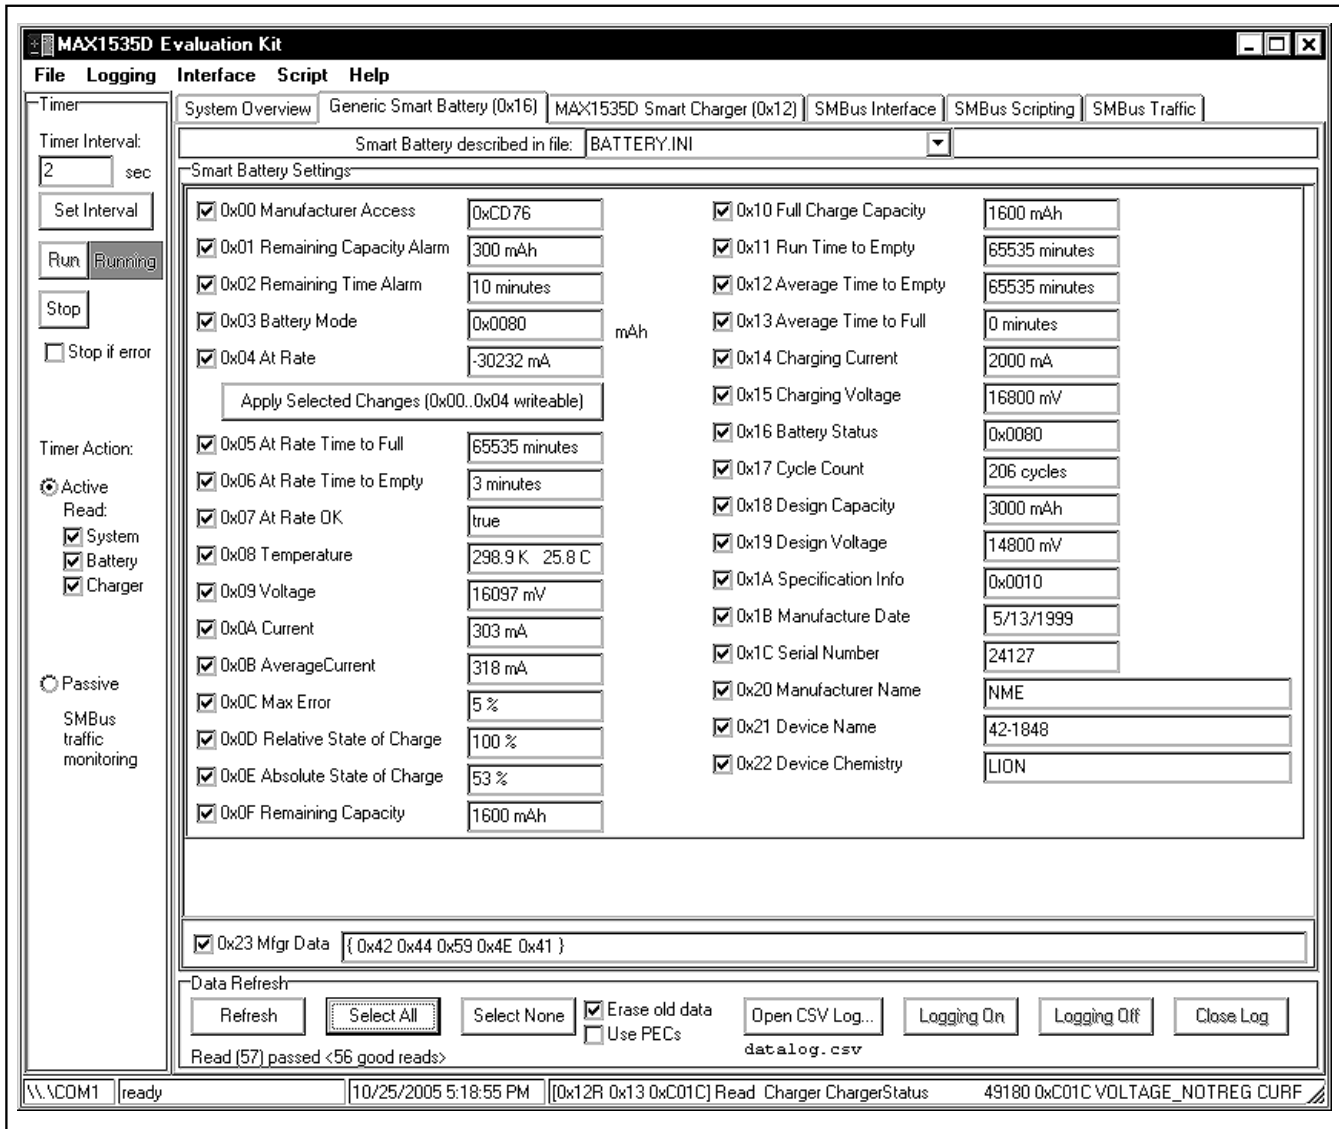 MAX1535D Evaluation Kit
File Logging Interface Script Help
Timer
Timer Interval:
2 sec
Set Interval
Run Running
Stop
Stop if error
Timer Action:
Active
Read:
System
Battery
Charger
Passive
SMBus
traffic
monitoring
System Overview Generic Smart Battery (0x16) MAX1535D Smart Charger (0x12) SMBus Interface SMBus Scripting SMBus Traffic
Smart Battery described in file: BATTERY.INI
Smart Battery Settings
0x00 Manufacturer Access 0xCD76
0x01 Remaining Capacity Alarm 300 mAh
0x02 Remaining Time Alarm 10 minutes
0x03 Battery Mode 0x0080 mAh
0x04 At Rate -30232 mA
Apply Selected Changes (0x00..0x04 writeable)
0x05 At Rate Time to Full 65535 minutes
0x06 At Rate Time to Empty 3 minutes
0x07 At Rate OK true
0x08 Temperature 298.9 K 25.8 C
0x09 Voltage 16097 mV
0x0A Current 303 mA
0x0B AverageCurrent 318 mA
0x0C Max Error 5 %
0x0D Relative State of Charge 100 %
0x0E Absolute State of Charge 53 %
0x0F Remaining Capacity 1600 mAh
0x10 Full Charge Capacity 1600 mAh
0x11 Run Time to Empty 65535 minutes
0x12 Average Time to Empty 65535 minutes
0x13 Average Time to Full 0 minutes
0x14 Charging Current 2000 mA
0x15 Charging Voltage 16800 mV
0x16 Battery Status 0x0080
0x17 Cycle Count 206 cycles
0x18 Design Capacity 3000 mAh
0x19 Design Voltage 14800 mV
0x1A Specification Info 0x0010
0x1B Manufacture Date 5/13/1999
0x1C Serial Number 24127
0x20 Manufacturer Name NME
0x21 Device Name 42-1848
0x22 Device Chemistry LION
0x23 Mfgr Data { 0x42 0x44 0x59 0x4E 0x41 }
Data Refresh
Refresh Select All Select None Erase old data Open CSV Log... Logging On Logging Off Close Log
Use PECs
datalog.csv
Read (57) passed <56 good reads>
\\.\COM1 ready 10/25/2005 5:18:55 PM [0x12R 0x13 0xC01C] Read Charger ChargerStatus 49180 0xC01C VOLTAGE_NOTREG CURF